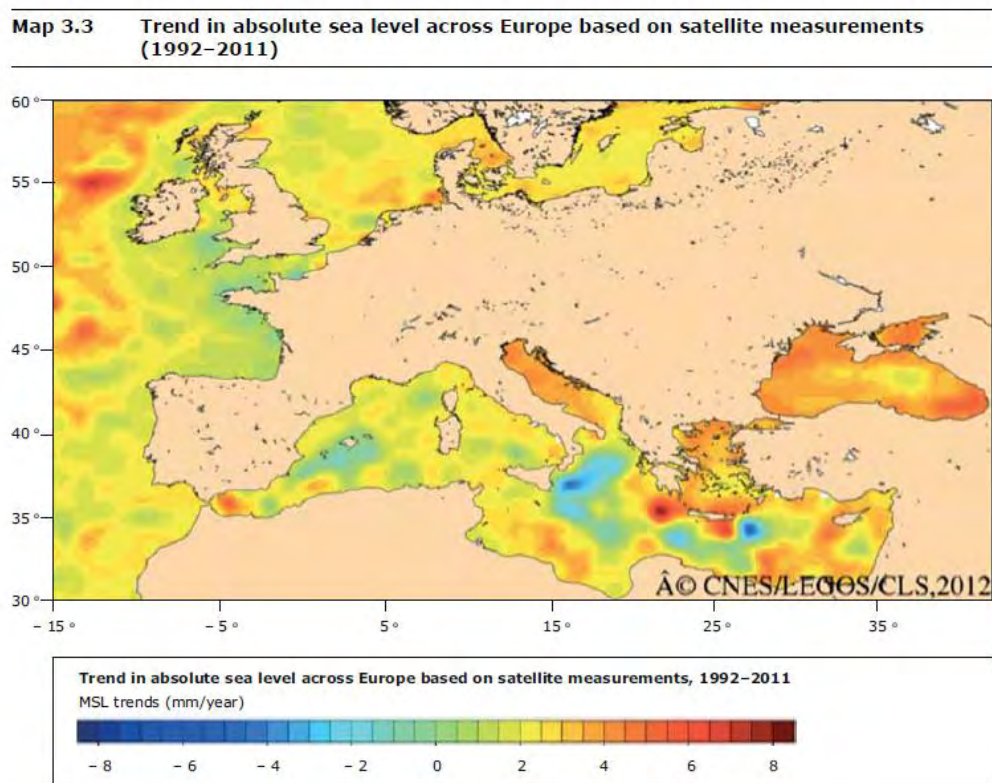 Map 3.3 Trend in absolute sea level across Europe based on satellite measurements
(1992–2011)
60 °
55 °
50 °
45 °
40 °
35 °
30 °
Â© CNES/LEGOS/CLS,2012
– 15 ° – 5 ° 5 ° 15 ° 25 ° 35 °
Trend in absolute sea level across Europe based on satellite measurements, 1992–2011
MSL trends (mm/year)
– 8 – 6 – 4 – 2 0 2 4 6 8